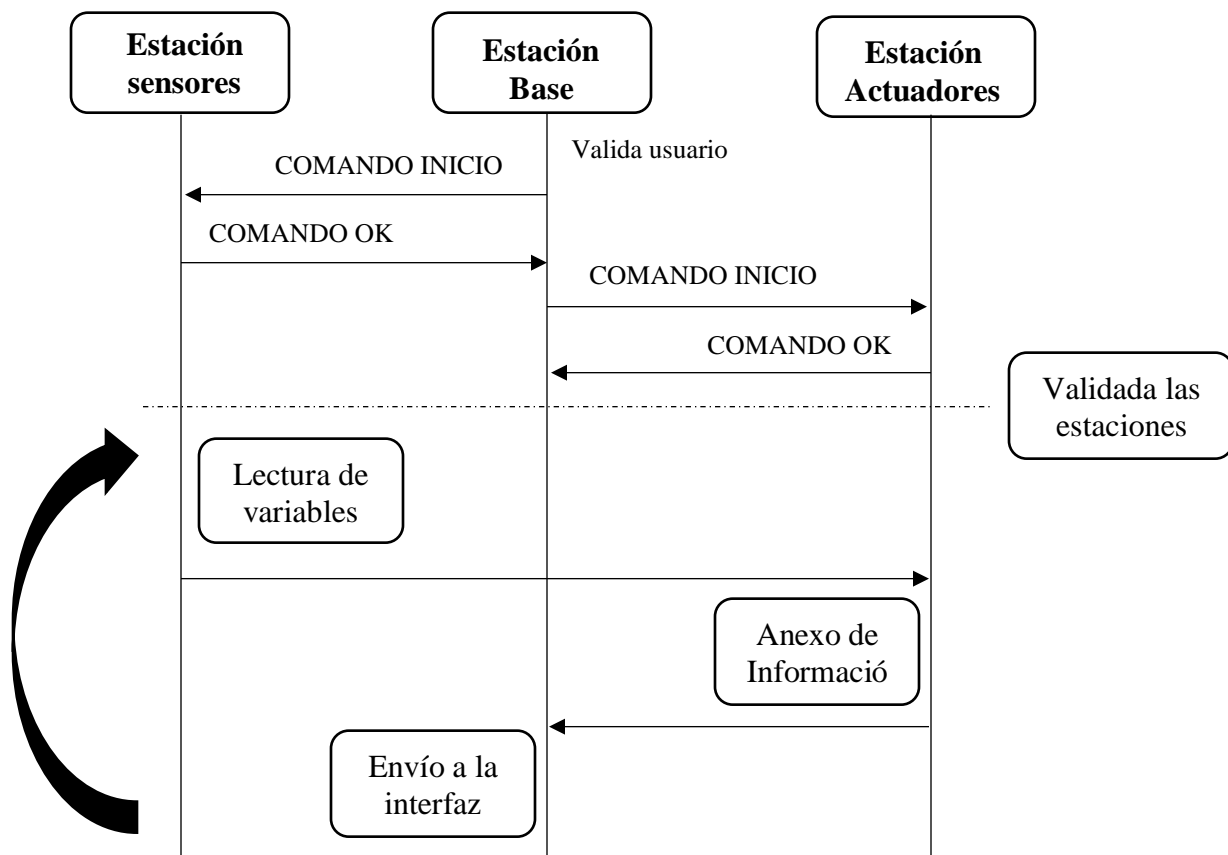 Estación
sensores
Estación
Base
Estación
Actuadores
Valida usuario
COMANDO INICIO
COMANDO OK
COMANDO INICIO
COMANDO OK
Validada las
estaciones
Lectura de
variables
Anexo de
Informació
Envío a la
interfaz